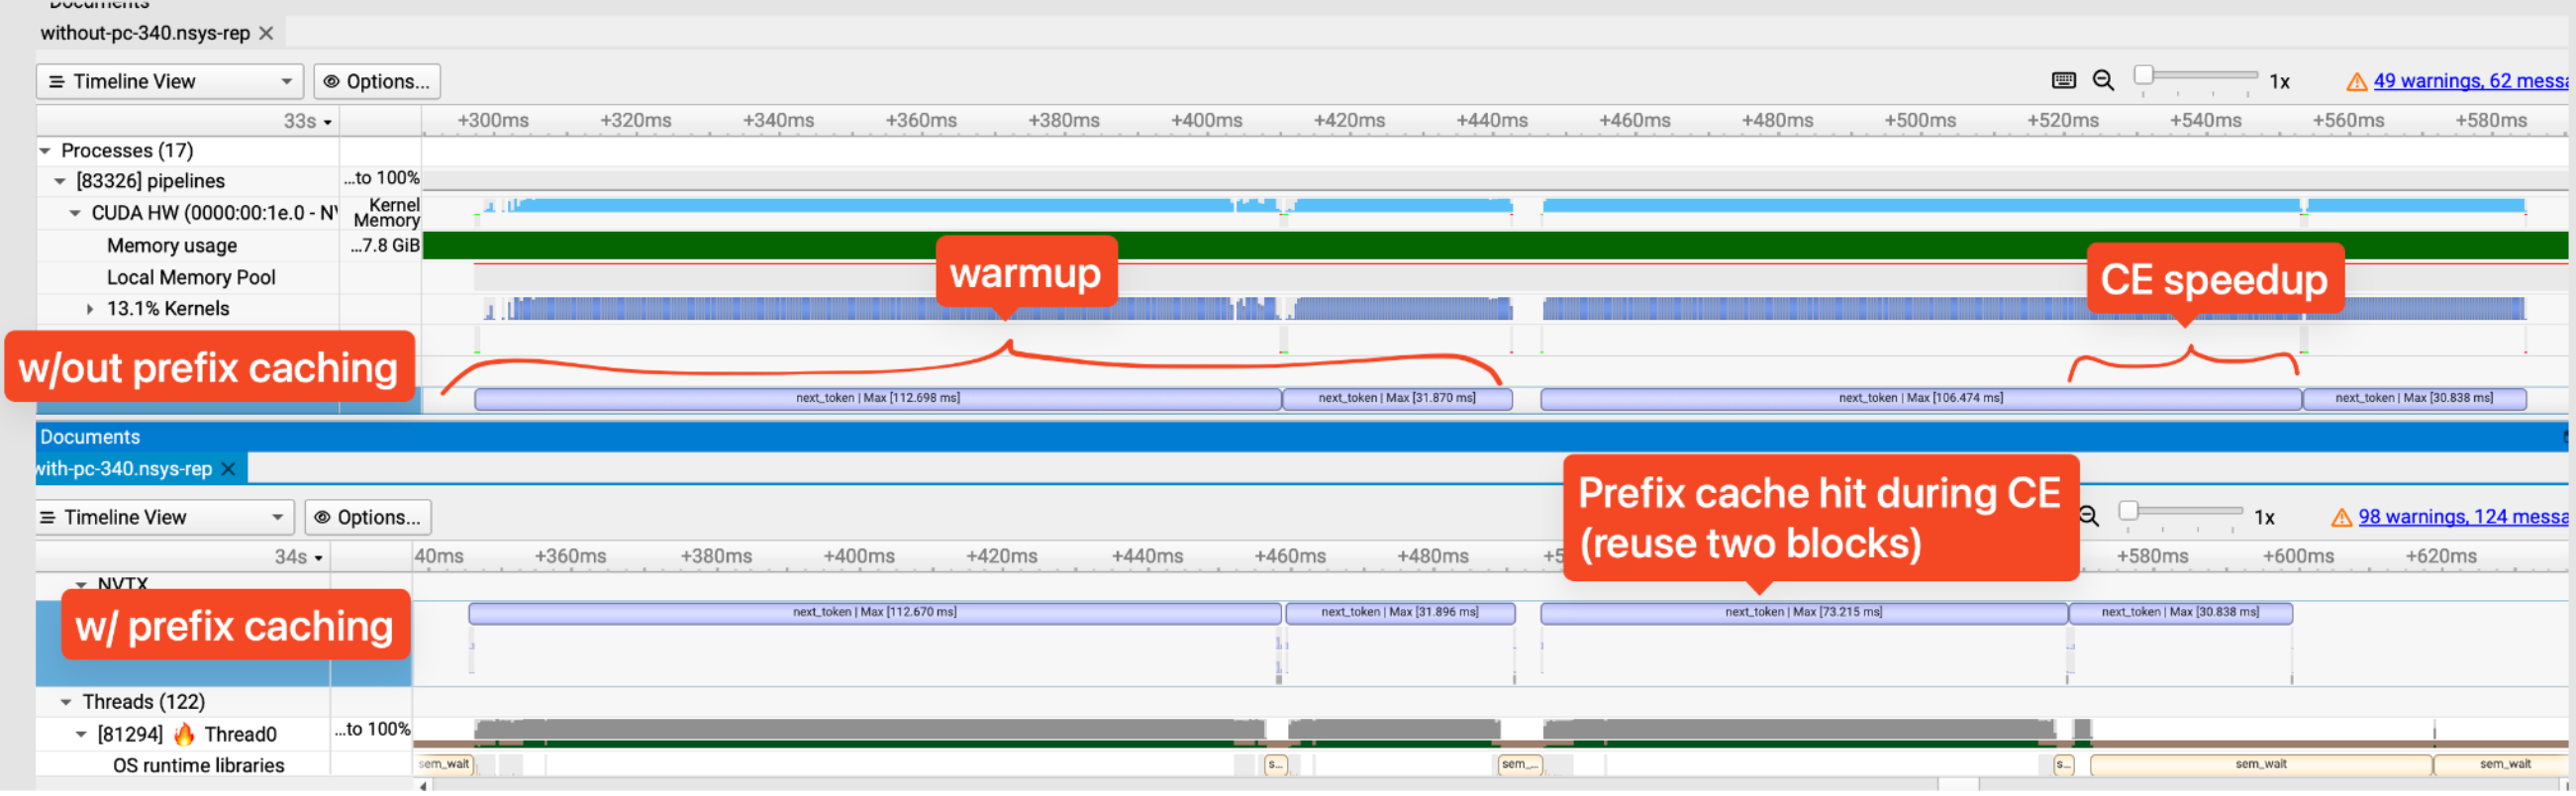 Documents
without-pc-340.nsys-rep
Timeline View
Options...
1x
49 warnings, 62 messa
33s
+300ms +320ms +340ms +360ms +380ms +400ms +420ms +440ms +460ms +480ms +500ms +520ms +540ms +560ms +580ms
Processes (17)
[83326] pipelines
...to 100%
CUDA HW (0000:00:1e.0 - NV
Kernel
Memory
Memory usage
...7.8 GiB
Local Memory Pool
warmup
CE speedup
13.1% Kernels
w/out prefix caching
next_token | Max [112.698 ms]
next_token | Max [31.870 ms]
next_token | Max [106.474 ms]
next_token | Max [30.838 ms]
Documents
with-pc-340.nsys-rep
Prefix cache hit during CE
(reuse two blocks)
Timeline View
Options...
1x
98 warnings, 124 messa
34s
40ms +360ms +380ms +400ms +420ms +440ms +460ms +480ms +5 +580ms +600ms +620ms
NVTX
w/ prefix caching
next_token | Max [112.670 ms]
next_token | Max [31.896 ms]
next_token | Max [73.215 ms]
next_token | Max [30.838 ms]
Threads (122)
[81294] 🔥 Thread0
...to 100%
OS runtime libraries
sem_wait
s...
sem_...
s...
sem_wait
sem_wait